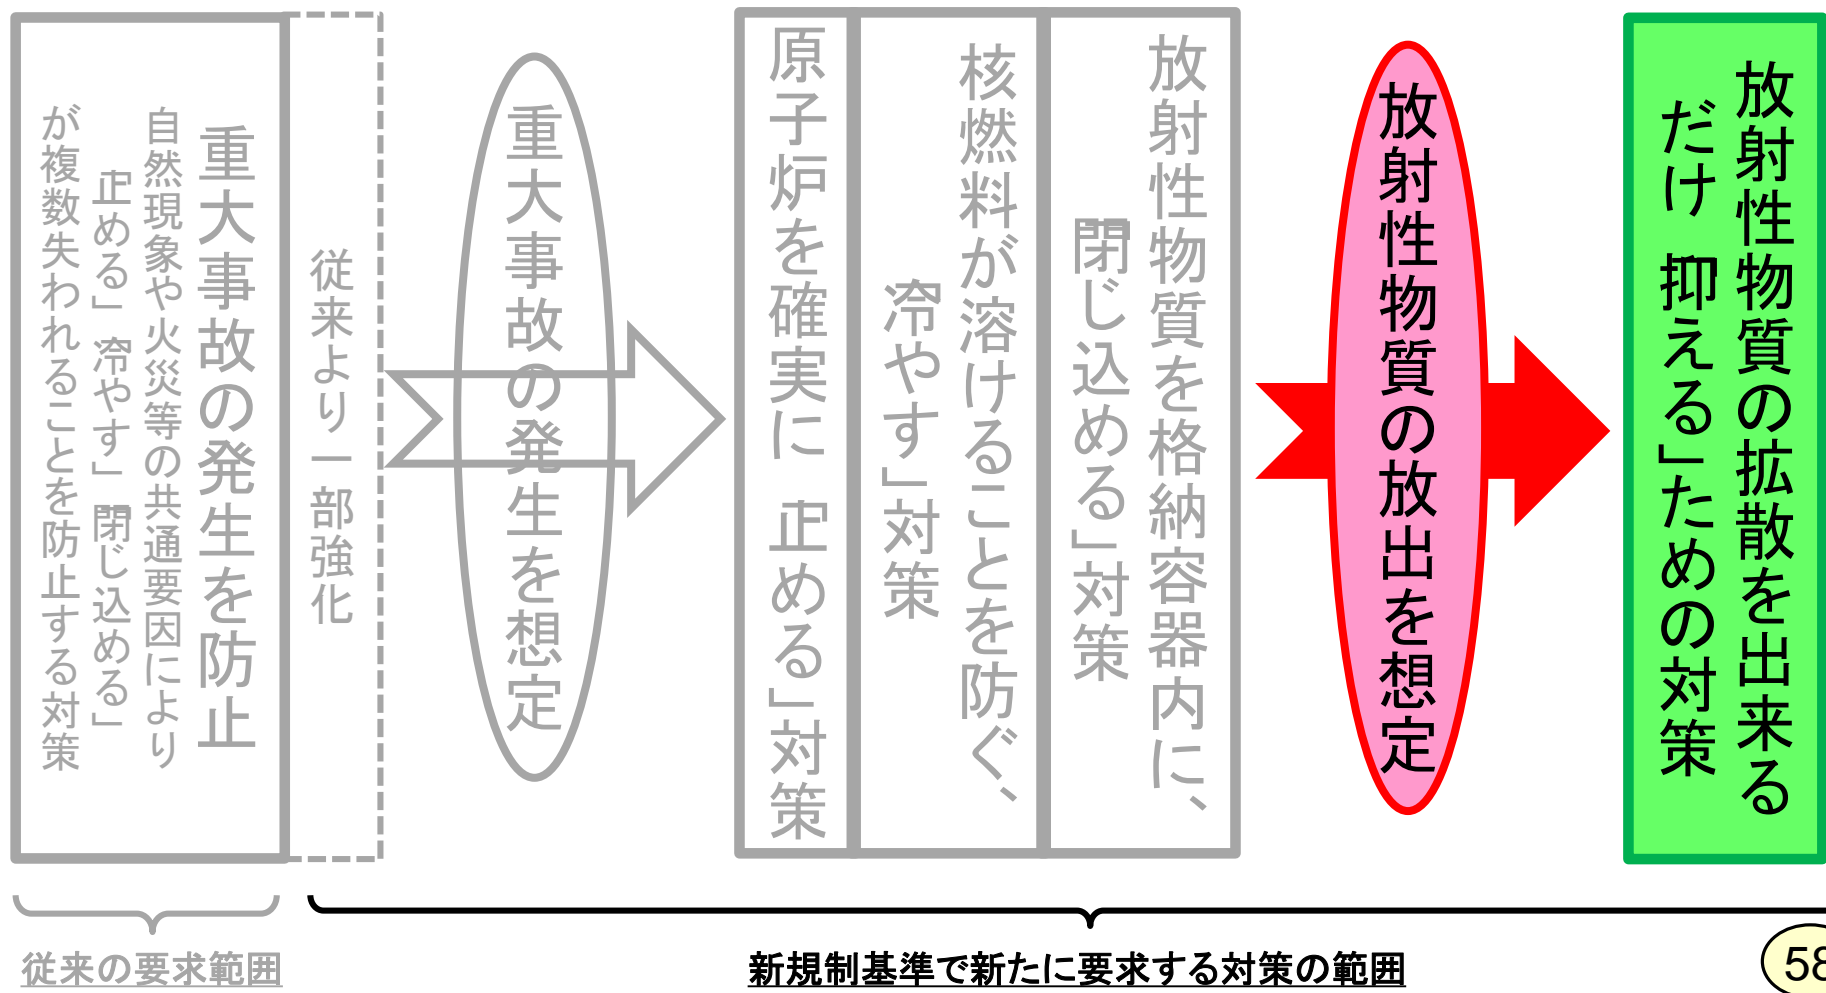 重大事故の発生を防止
自然現象や火災等の共通要因により
「止める」「冷やす」「閉じ込める」
が複数失われることを防止する対策
従来より一部強化
重大事故の発生を想定
原子炉を確実に「止める」対策
核燃料が溶けることを防ぐ、
「冷やす」対策
放射性物質を格納容器内に、
「閉じ込める」対策
放射性物質の放出を想定
放射性物質の拡散を出来る
だけ「抑える」ための対策
従来の要求範囲
新規制基準で新たに要求する対策の範囲
58